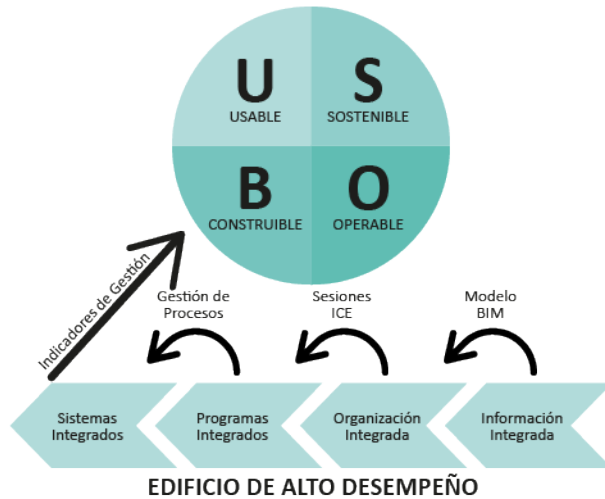 U
USABLE
S
SOSTENIBLE
B
CONSTRUIBLE
O
OPERABLE
Indicadores de Gestión
Gestión de
Procesos
Sesiones
ICE
Modelo
BIM
Sistemas
Integrados
Programas
Integrados
Organización
Integrada
Información
Integrada
EDIFICIO DE ALTO DESEMPEÑO